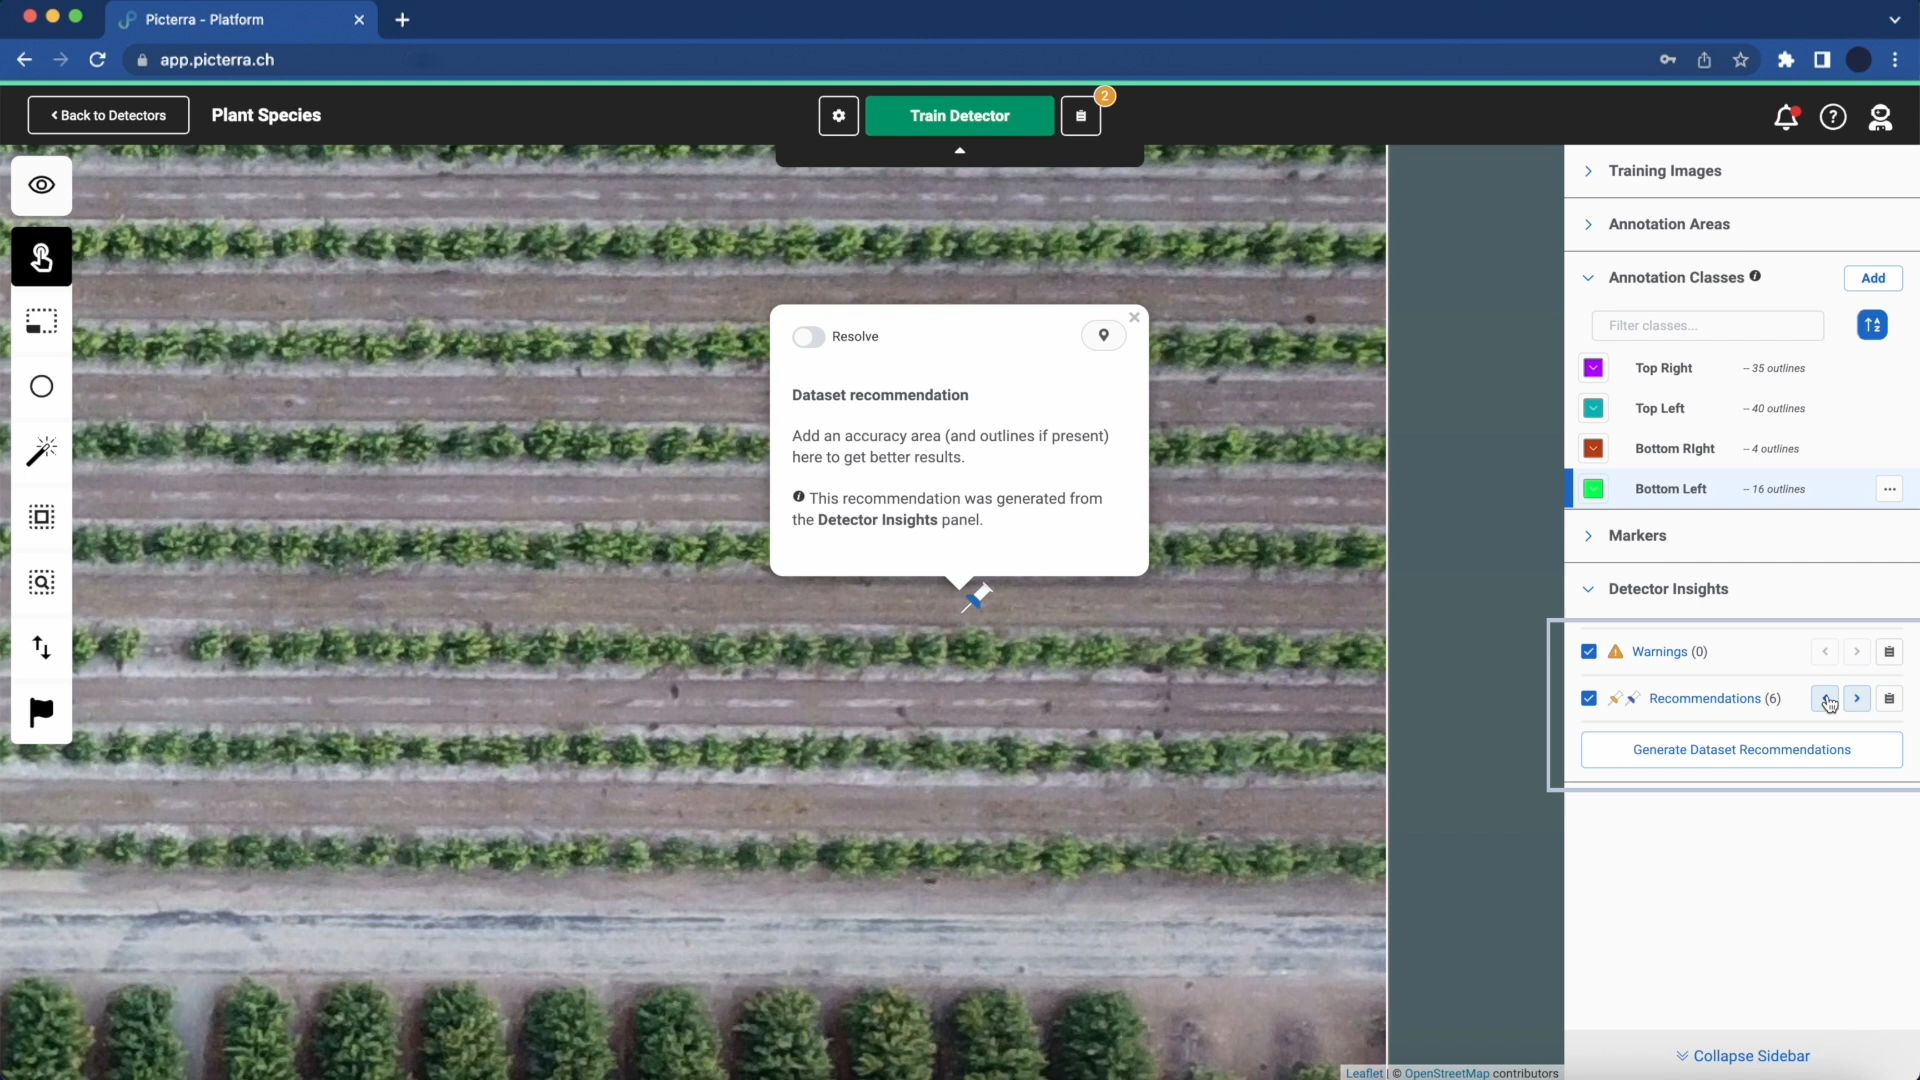 Picterra - Platform
app.picterra.ch
Back to Detectors
Plant Species
Train Detector
2
Training Images
Annotation Areas
Annotation Classes
Add
Filter classes...
Top Right -- 35 outlines
Top Left -- 40 outlines
Bottom RIght -- 4 outlines
Bottom Left -- 16 outlines
Markers
Detector Insights
Warnings (0)
Recommendations (6)
Generate Dataset Recommendations
Collapse Sidebar
Resolve
Dataset recommendation
Add an accuracy area (and outlines if present)
here to get better results.
This recommendation was generated from
the Detector Insights panel.
Leaflet | © OpenStreetMap contributors